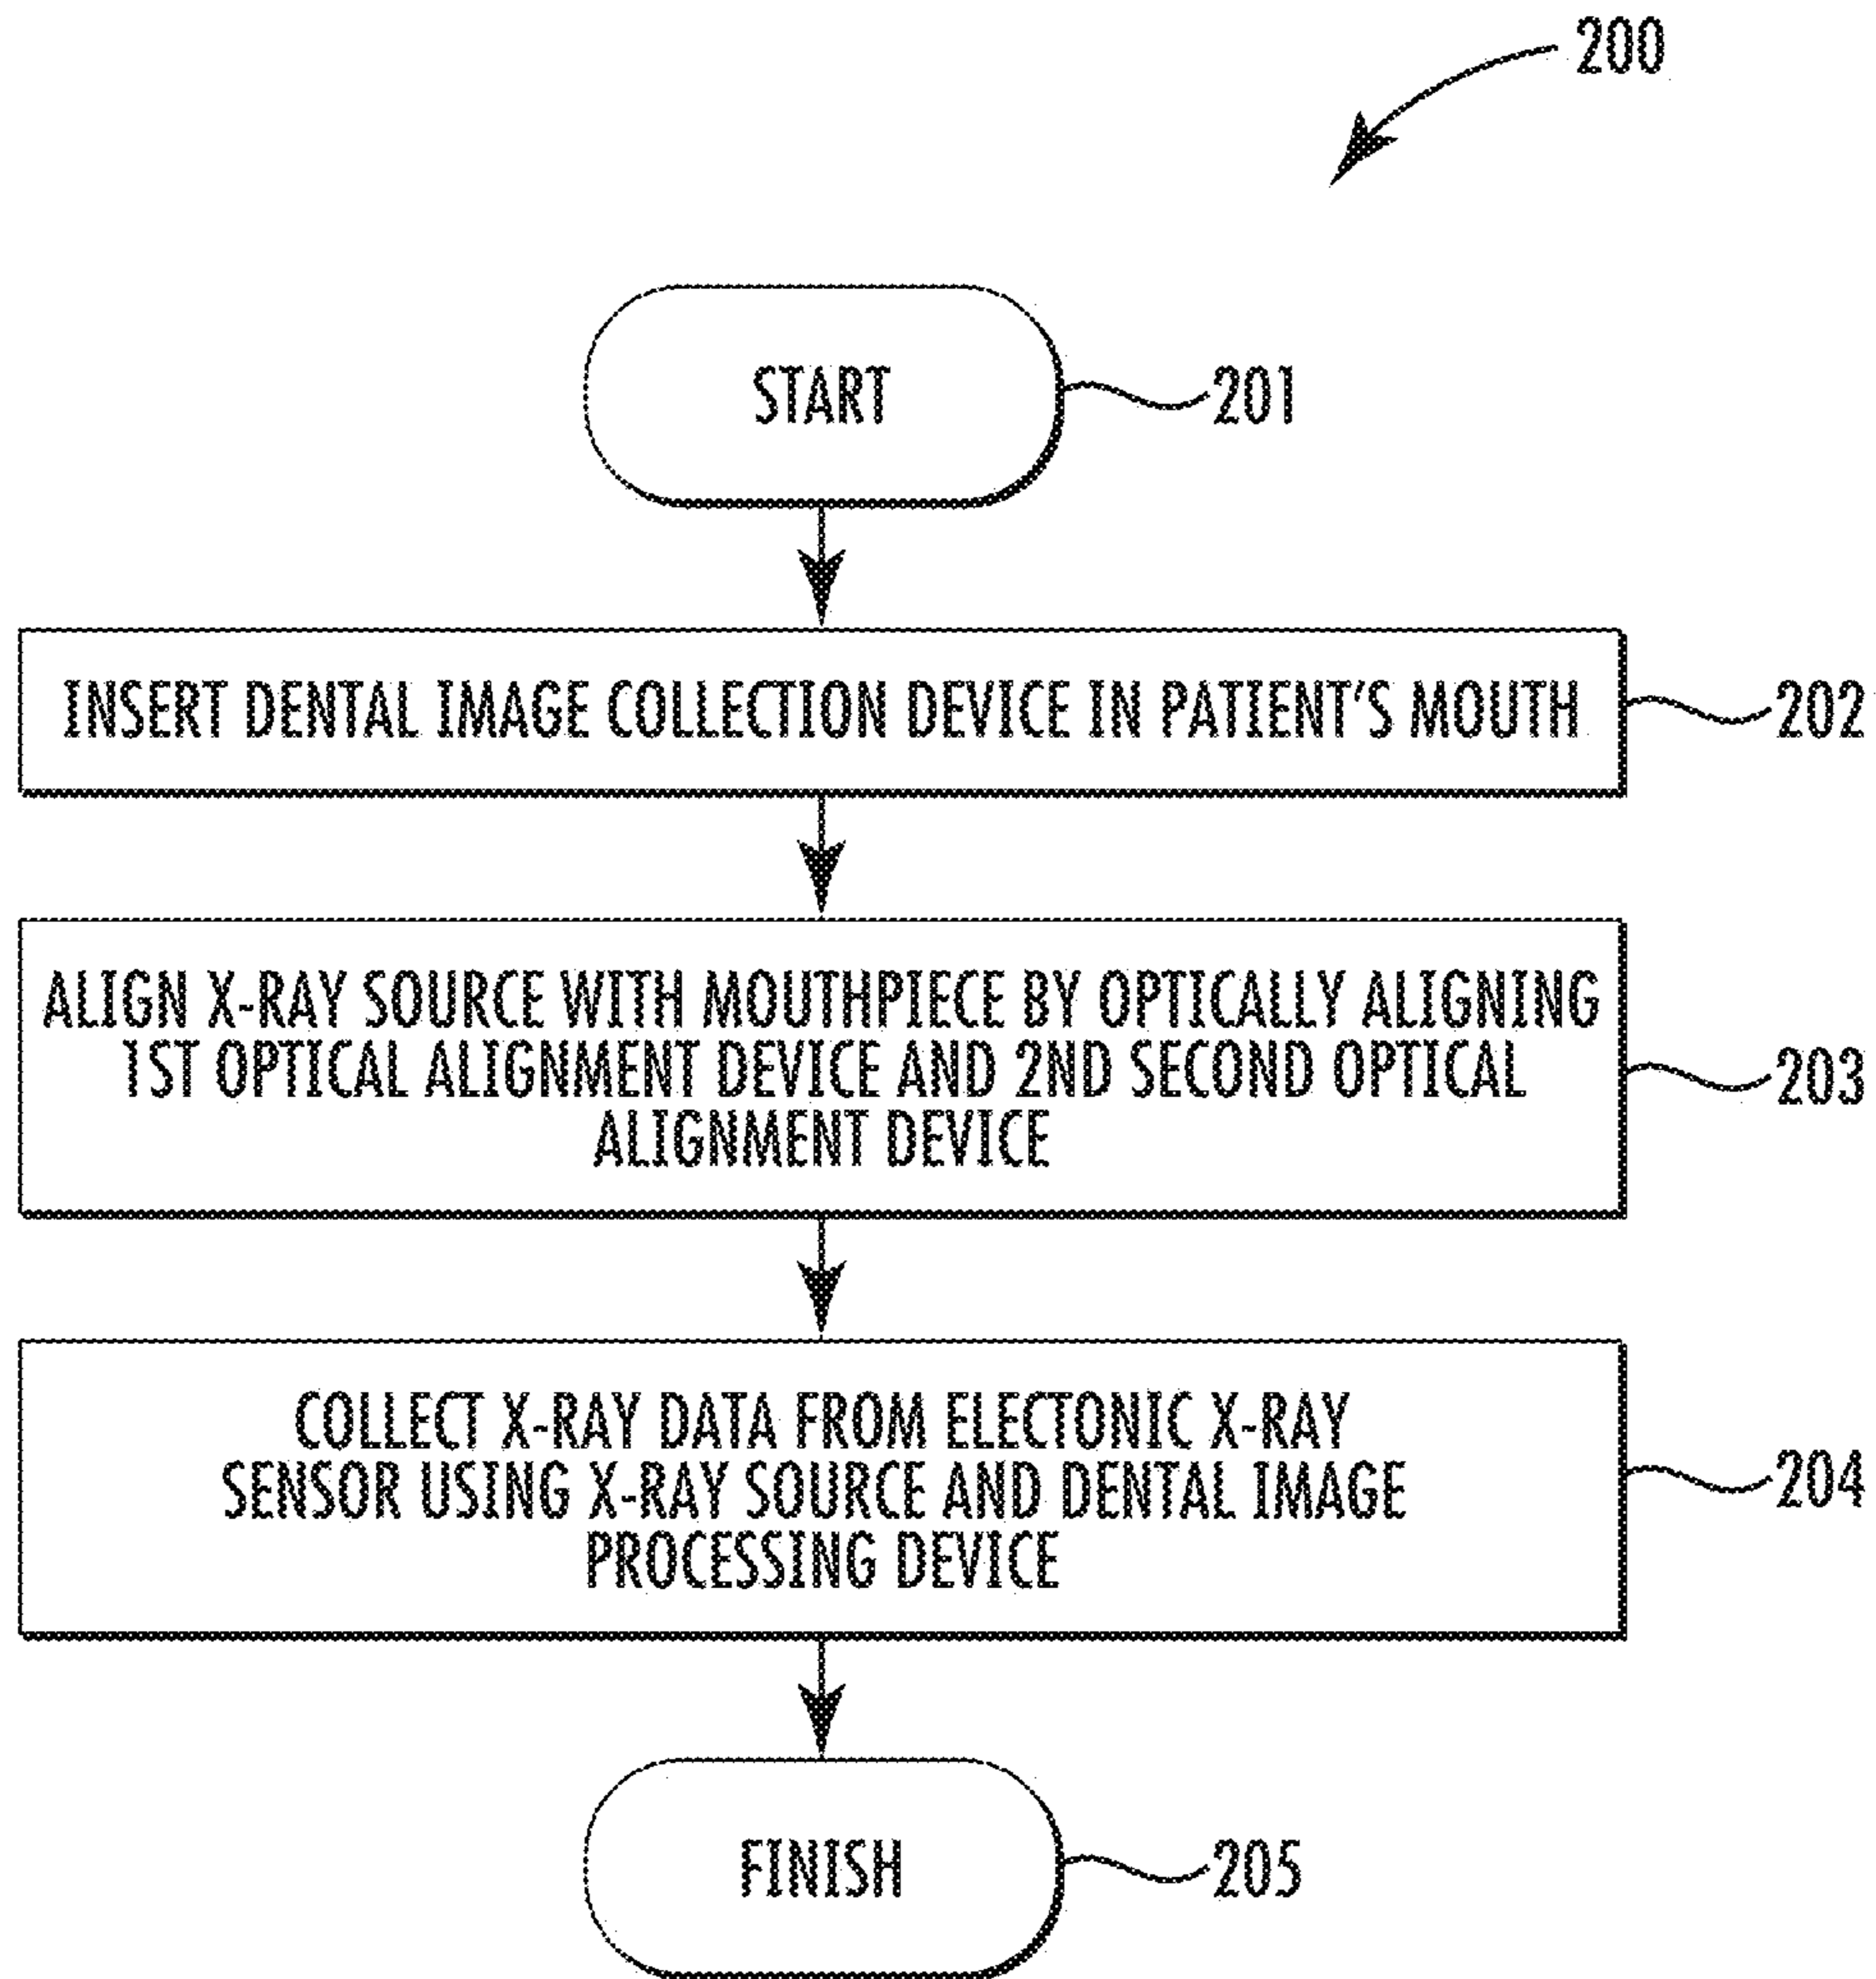 200
START
201
INSERT DENTAL IMAGE COLLECTION DEVICE IN PATIENT'S MOUTH
202
ALIGN X-RAY SOURCE WITH MOUTHPIECE BY OPTICALLY ALIGNING
1ST OPTICAL ALIGNMENT DEVICE AND 2ND SECOND OPTICAL
ALIGNMENT DEVICE
203
COLLECT X-RAY DATA FROM ELECTONIC X-RAY
SENSOR USING X-RAY SOURCE AND DENTAL IMAGE
PROCESSING DEVICE
204
FINISH
205